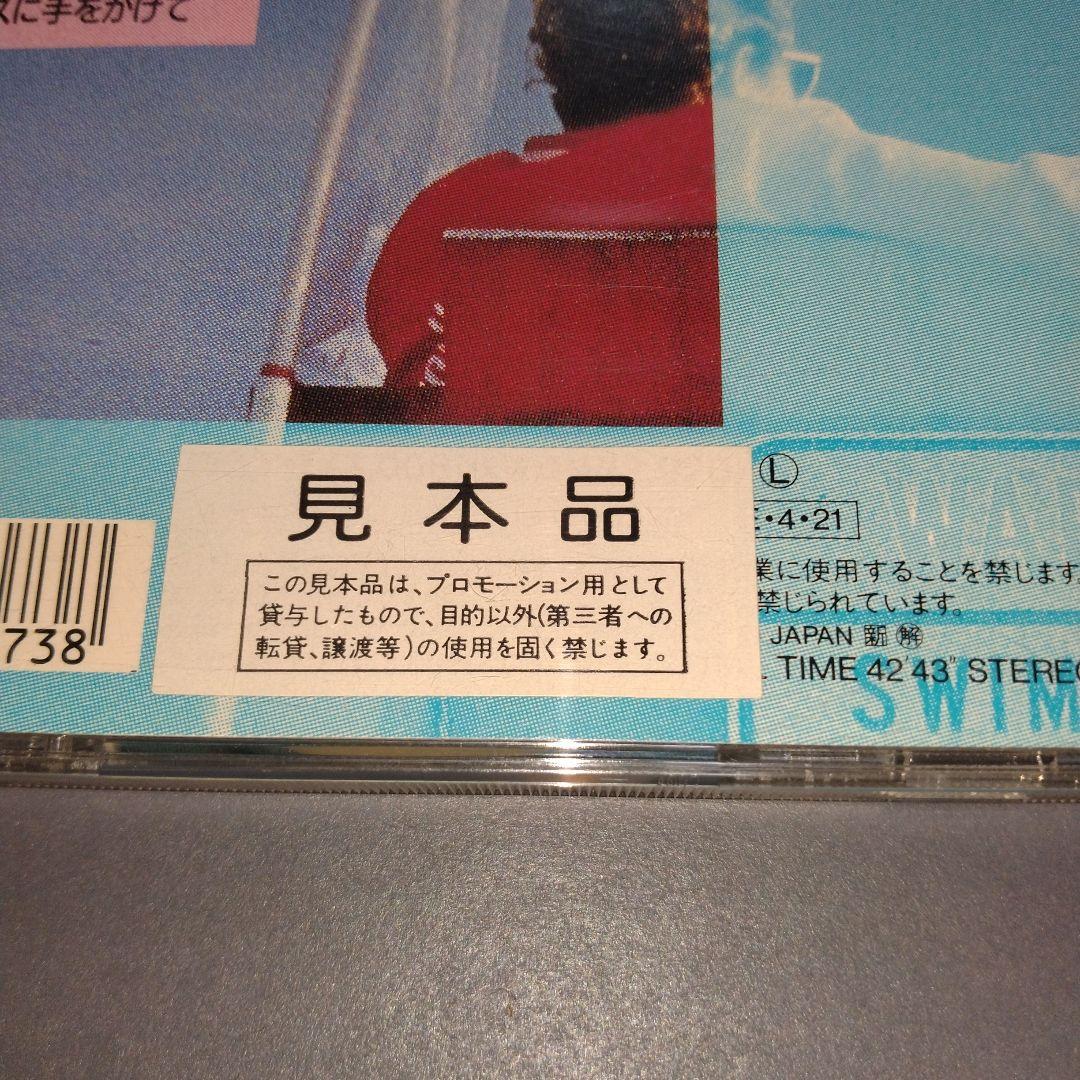 に手をかけて
見本品
この見本品は、プロモーション用として
貸与したもので、目的以外(第三者への
転貸、譲渡等)の使用を固く禁じます。
738
Ⓛ
E・4・21
業に使用することを禁じます
禁じられています。
JAPAN 新 解
TIME 42'43" STEREO
SWIM